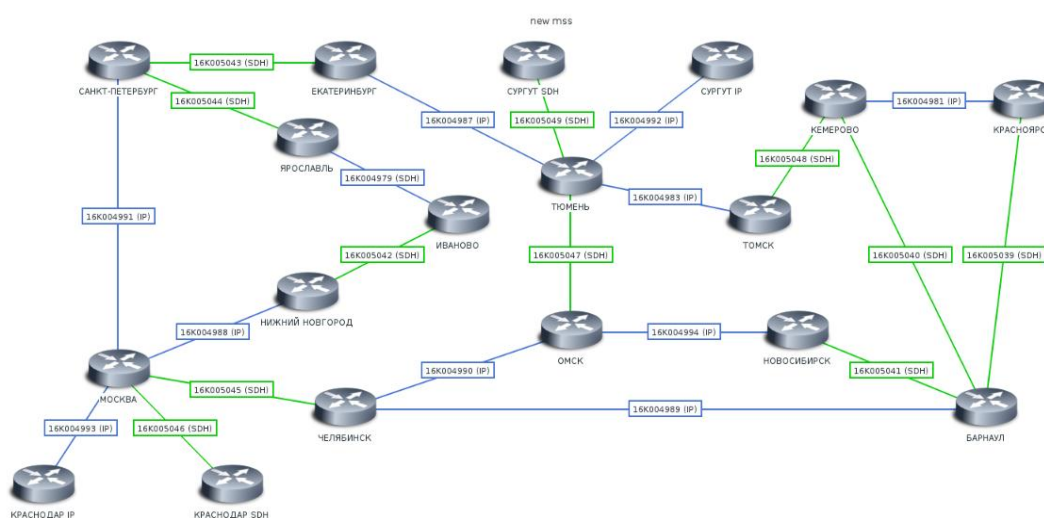 new mss
16K005043 (SDH)
САНКТ-ПЕТЕРБУРГ
ЕКАТЕРИНБУРГ
СУРГУТ SDH
СУРГУТ IP
16K005044 (SDH)
16K004987 (IP)
16K005049 (SDH)
16K004992 (IP)
КЕМЕРОВО
16K004981 (IP)
КРАСНОЯРС
ЯРОСЛАВЛЬ
16K004979 (SDH)
16K005048 (SDH)
ТЮМЕНЬ
16K004983 (IP)
16K004991 (IP)
ИВАНОВО
ТОМСК
16K005042 (SDH)
16K005047 (SDH)
16K005040 (SDH)
16K005039 (SDH)
НИЖНИЙ НОВГОРОД
16K004988 (IP)
ОМСК
16K004994 (IP)
НОВОСИБИРСК
16K004990 (IP)
16K005041 (SDH)
МОСКВА
16K005045 (SDH)
16K004989 (IP)
16K004993 (IP)
16K005046 (SDH)
ЧЕЛЯБИНСК
БАРНАУЛ
КРАСНОДАР IP
КРАСНОДАР SDH